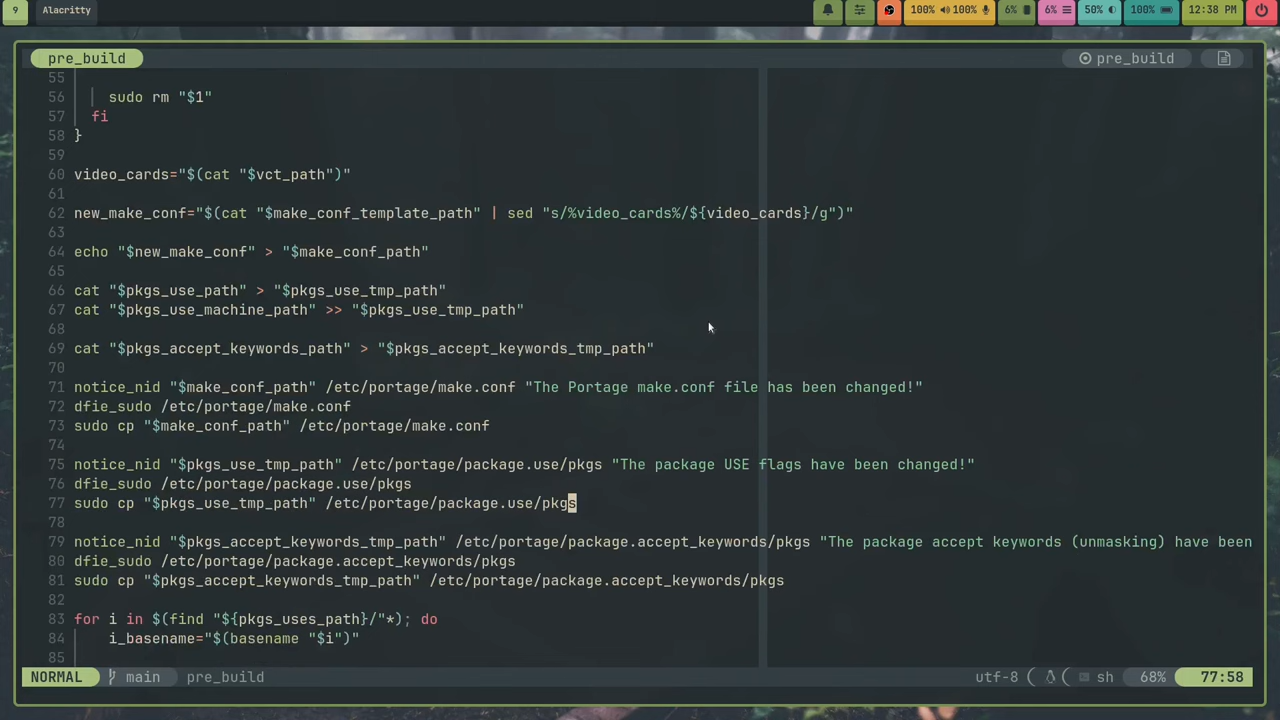 9 Alacritty 100% 100% 6% 6% 50% 100% 12:38 PM
pre_build pre_build
55
56 sudo rm "$1"
57 fi
58 }
59
60 video_cards="$(cat "$vct_path")"
61
62 new_make_conf="$(cat "$make_conf_template_path" | sed "s/%video_cards%/${video_cards}/g")"
63
64 echo "$new_make_conf" > "$make_conf_path"
65
66 cat "$pkgs_use_path" > "$pkgs_use_tmp_path"
67 cat "$pkgs_use_machine_path" >> "$pkgs_use_tmp_path"
68
69 cat "$pkgs_accept_keywords_path" > "$pkgs_accept_keywords_tmp_path"
70
71 notice_nid "$make_conf_path" /etc/portage/make.conf "The Portage make.conf file has been changed!"
72 dfie_sudo /etc/portage/make.conf
73 sudo cp "$make_conf_path" /etc/portage/make.conf
74
75 notice_nid "$pkgs_use_tmp_path" /etc/portage/package.use/pkgs "The package USE flags have been changed!"
76 dfie_sudo /etc/portage/package.use/pkgs
77 sudo cp "$pkgs_use_tmp_path" /etc/portage/package.use/pkgs
78
79 notice_nid "$pkgs_accept_keywords_tmp_path" /etc/portage/package.accept_keywords/pkgs "The package accept keywords (unmasking) have been
80 dfie_sudo /etc/portage/package.accept_keywords/pkgs
81 sudo cp "$pkgs_accept_keywords_tmp_path" /etc/portage/package.accept_keywords/pkgs
82
83 for i in $(find "${pkgs_uses_path}/"*); do
84 i_basename="$(basename "$i")"
85
NORMAL main pre_build utf-8 sh 68% 77:58